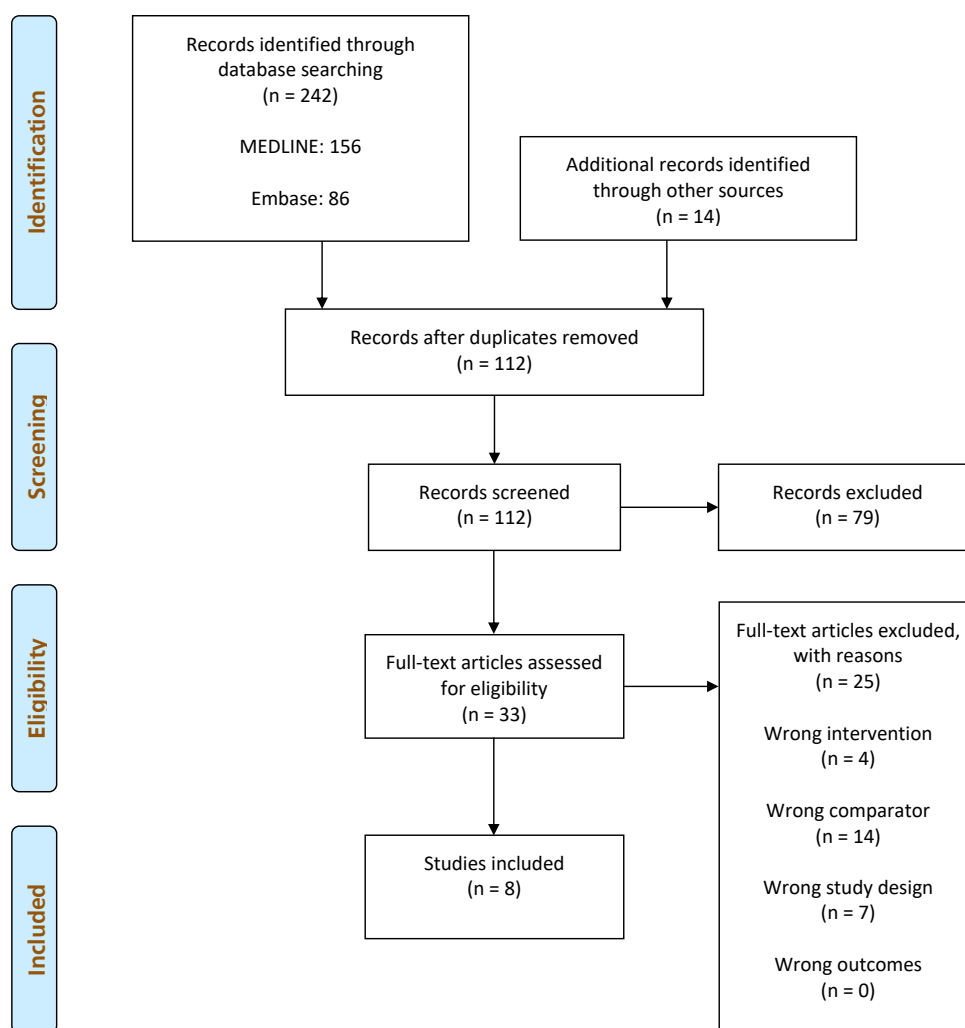 Identification
Records identified through
database searching
(n = 242)
MEDLINE: 156
Embase: 86
Additional records identified
through other sources
(n = 14)
Records after duplicates removed
(n = 112)
Screening
Records screened
(n = 112)
Records excluded
(n = 79)
Eligibility
Full-text articles assessed
for eligibility
(n = 33)
Full-text articles excluded,
with reasons
(n = 25)
Wrong intervention
(n = 4)
Wrong comparator
(n = 14)
Wrong study design
(n = 7)
Wrong outcomes
(n = 0)
Included
Studies included
(n = 8)